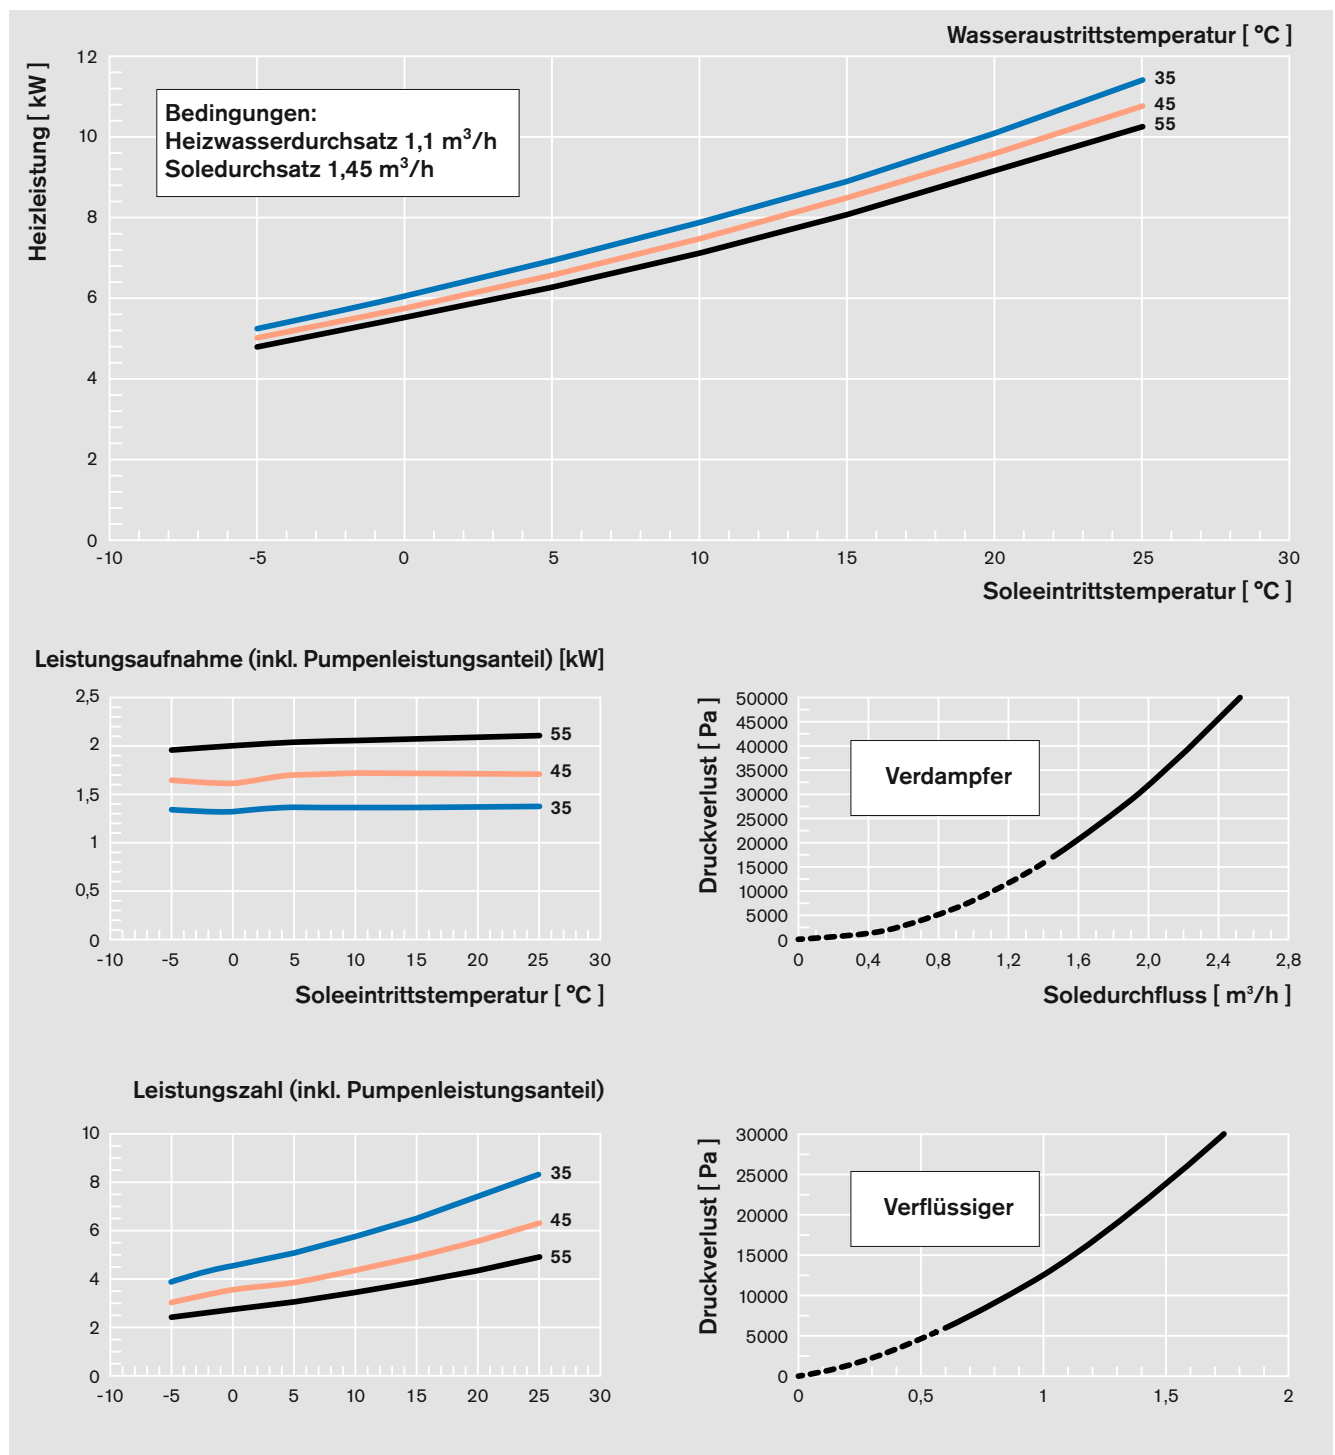 Wasseraustrittstemperatur [ °C ]
Heizleistung [ kW ]
12
10
8
6
4
2
0
Bedingungen:
Heizwasserdurchsatz 1,1 m³/h
Soledurchsatz 1,45 m³/h
35
45
55
-10 -5 0 5 10 15 20 25 30
Soleeintrittstemperatur [ °C ]
Leistungsaufnahme (inkl. Pumpenleistungsanteil) [kW]
2,5
2
1,5
1
0,5
0
55
45
35
-10 -5 0 5 10 15 20 25 30
Soleeintrittstemperatur [ °C ]
Druckverlust [ Pa ]
50000
45000
40000
35000
30000
25000
20000
15000
10000
5000
0
Verdampfer
0 0,4 0,8 1,2 1,6 2,0 2,4 2,8
Soledurchfluss [ m³/h ]
Leistungszahl (inkl. Pumpenleistungsanteil)
10
8
6
4
2
0
35
45
55
-10 -5 0 5 10 15 20 25 30
Druckverlust [ Pa ]
30000
25000
20000
15000
10000
5000
0
Verflüssiger
0 0,5 1 1,5 2